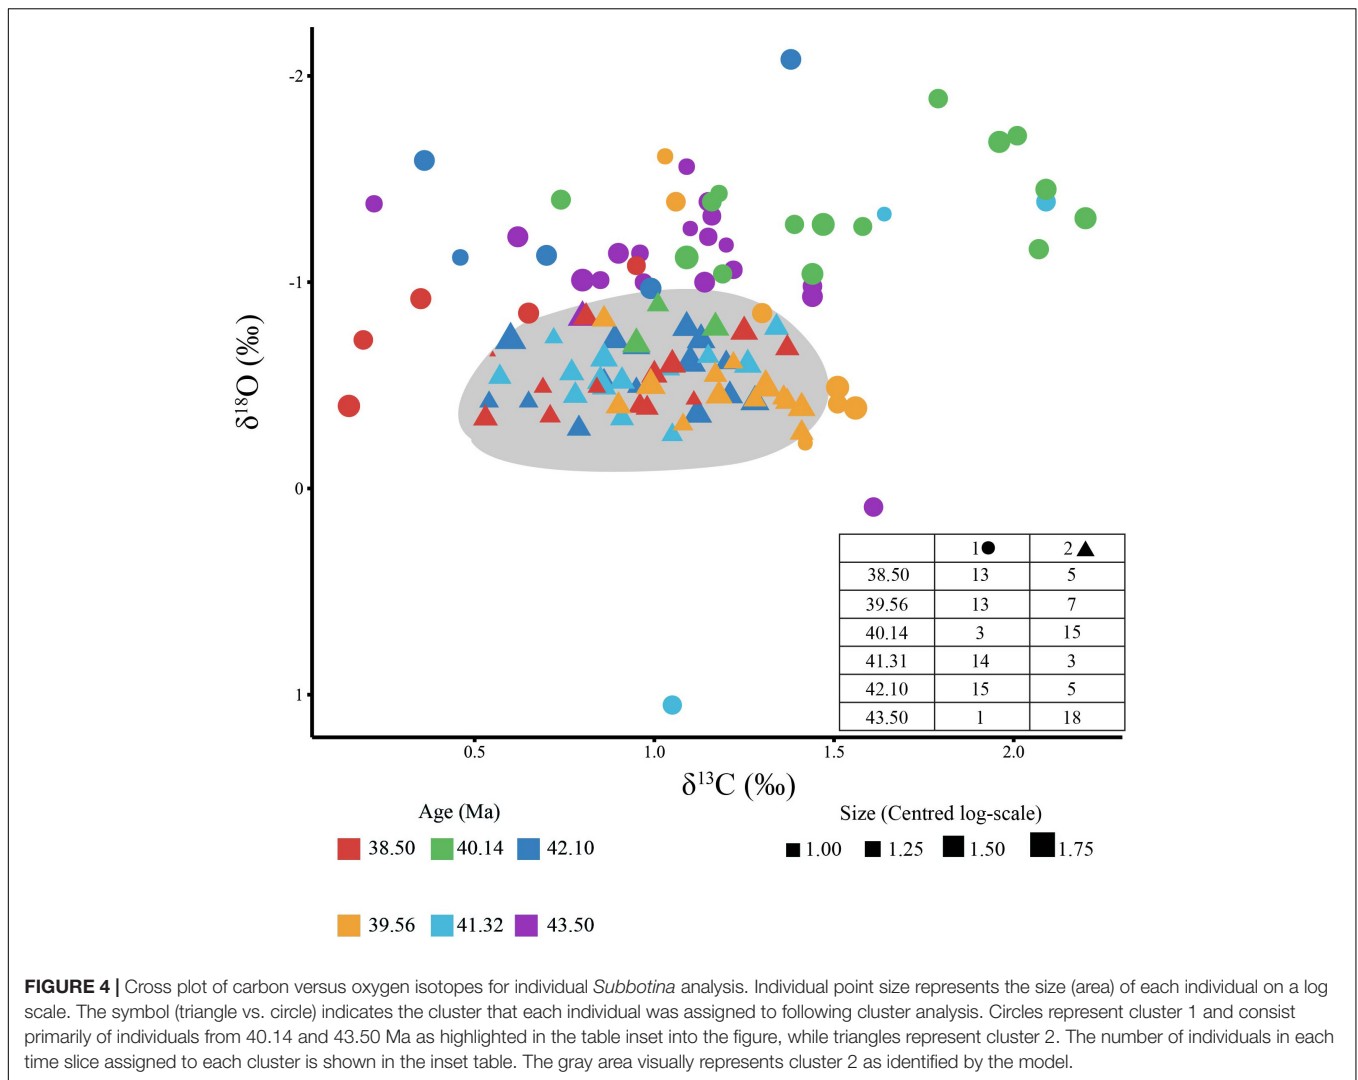 -2
-1
0
1
δ18O (‰)
1● 2▲
38.50 13 5
39.56 13 7
40.14 3 15
41.31 14 3
42.10 15 5
43.50 1 18
0.5 1.0 1.5 2.0
δ13C (‰)
Age (Ma) Size (Centred log-scale)
38.50 40.14 42.10 1.00 1.25 1.50 1.75
39.56 41.32 43.50
FIGURE 4 | Cross plot of carbon versus oxygen isotopes for individual Subbotina analysis. Individual point size represents the size (area) of each individual on a log
scale. The symbol (triangle vs. circle) indicates the cluster that each individual was assigned to following cluster analysis. Circles represent cluster 1 and consist
primarily of individuals from 40.14 and 43.50 Ma as highlighted in the table inset into the figure, while triangles represent cluster 2. The number of individuals in each
time slice assigned to each cluster is shown in the inset table. The gray area visually represents cluster 2 as identified by the model.